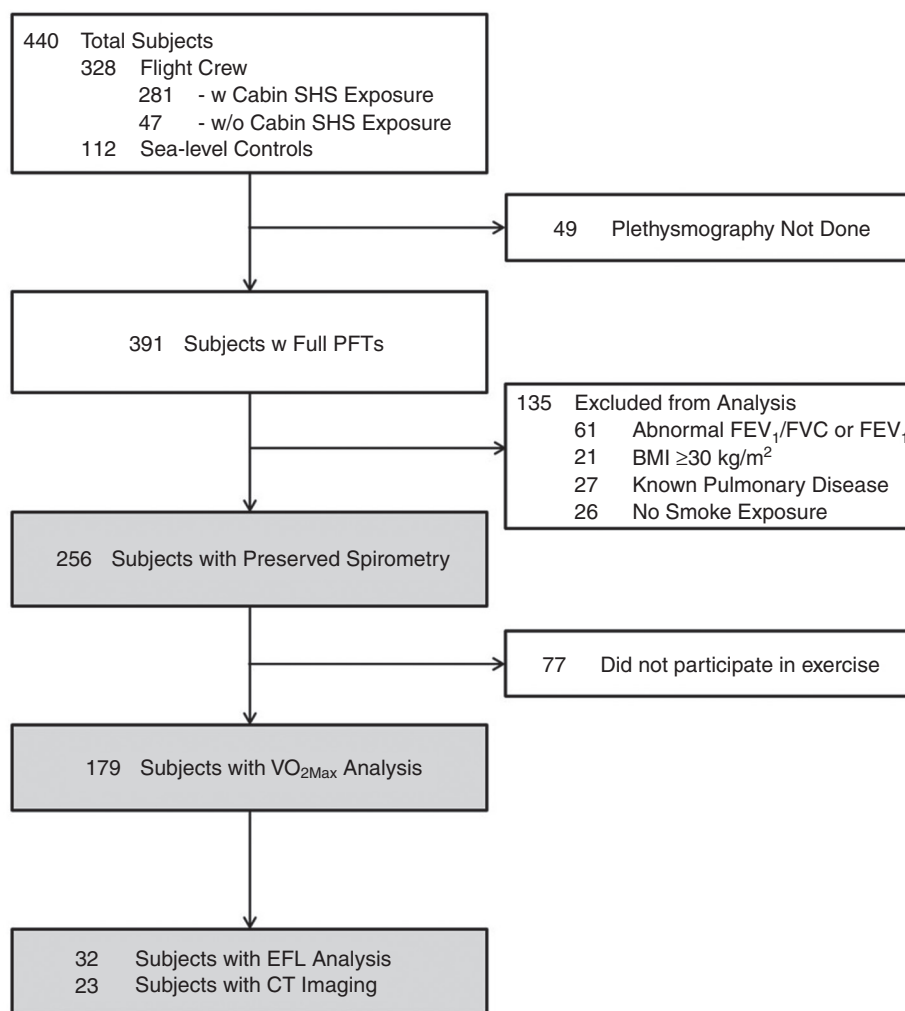 440 Total Subjects
328 Flight Crew
281 - w Cabin SHS Exposure
47 - w/o Cabin SHS Exposure
112 Sea-level Controls
49 Plethysmography Not Done
391 Subjects w Full PFTs
135 Excluded from Analysis
61 Abnormal FEV₁/FVC or FEV₁
21 BMI ≥30 kg/m²
27 Known Pulmonary Disease
26 No Smoke Exposure
256 Subjects with Preserved Spirometry
77 Did not participate in exercise
179 Subjects with VO₂Max Analysis
32 Subjects with EFL Analysis
23 Subjects with CT Imaging